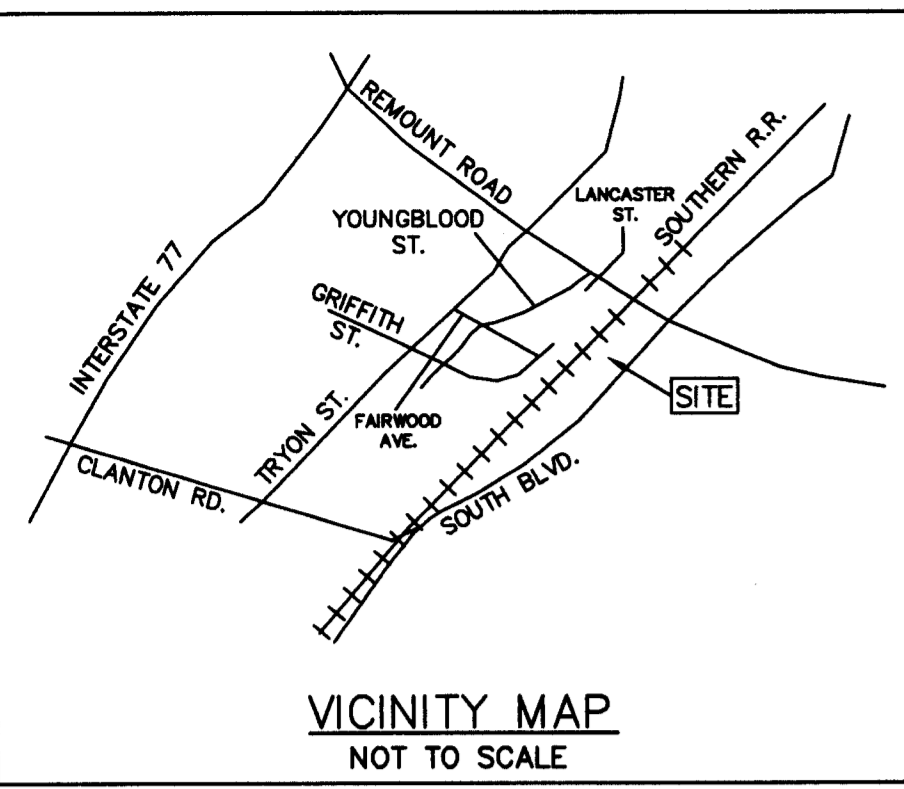 REMOUNT ROAD
SOUTHERN R.R.
LANCASTER
ST.
YOUNGBLOOD
ST.
INTERSTATE 77
GRIFFITH
ST.
SITE
TRYON ST.
FAIRWOOD
AVE.
CLANTON RD.
SOUTH BLVD.
VICINITY MAP
NOT TO SCALE